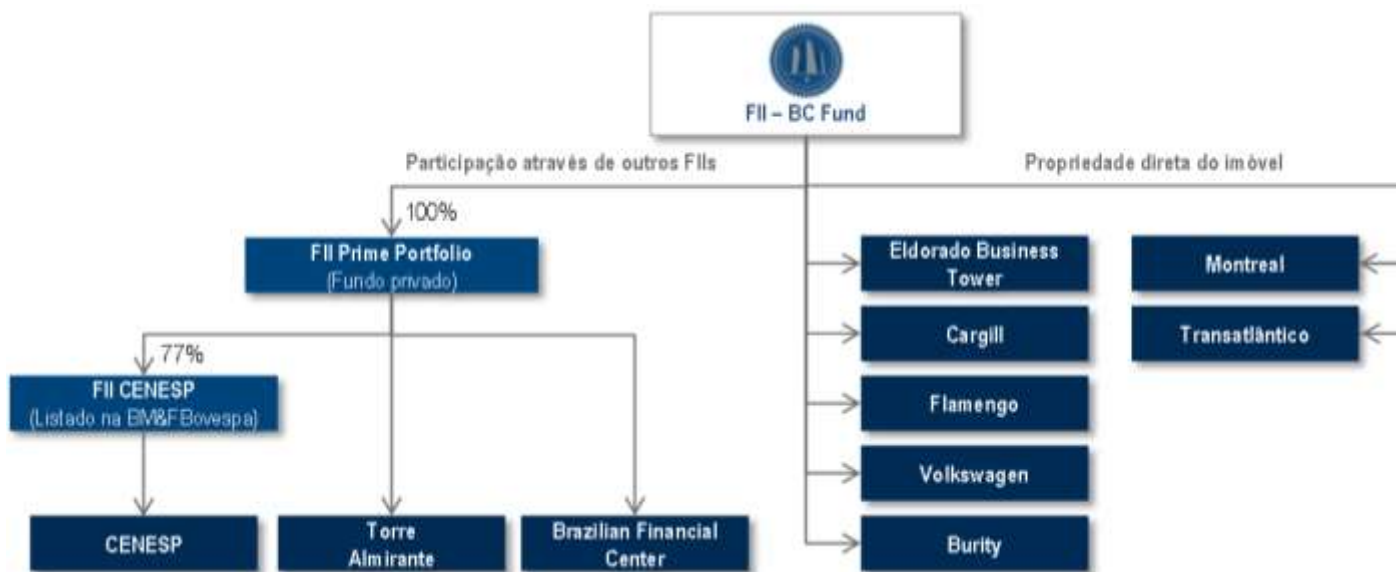 FII – BC Fund
Participação através de outros FIIs
Propriedade direta do imóvel
100%
FII Prime Portfolio
(Fundo privado)
Eldorado Business
Tower
Montreal
Cargill
Transatlântico
77%
FII CENESP
(Listado na BM&FBovespa)
Flamengo
Volkswagen
CENESP
Torre
Almirante
Brazilian Financial
Center
Burity